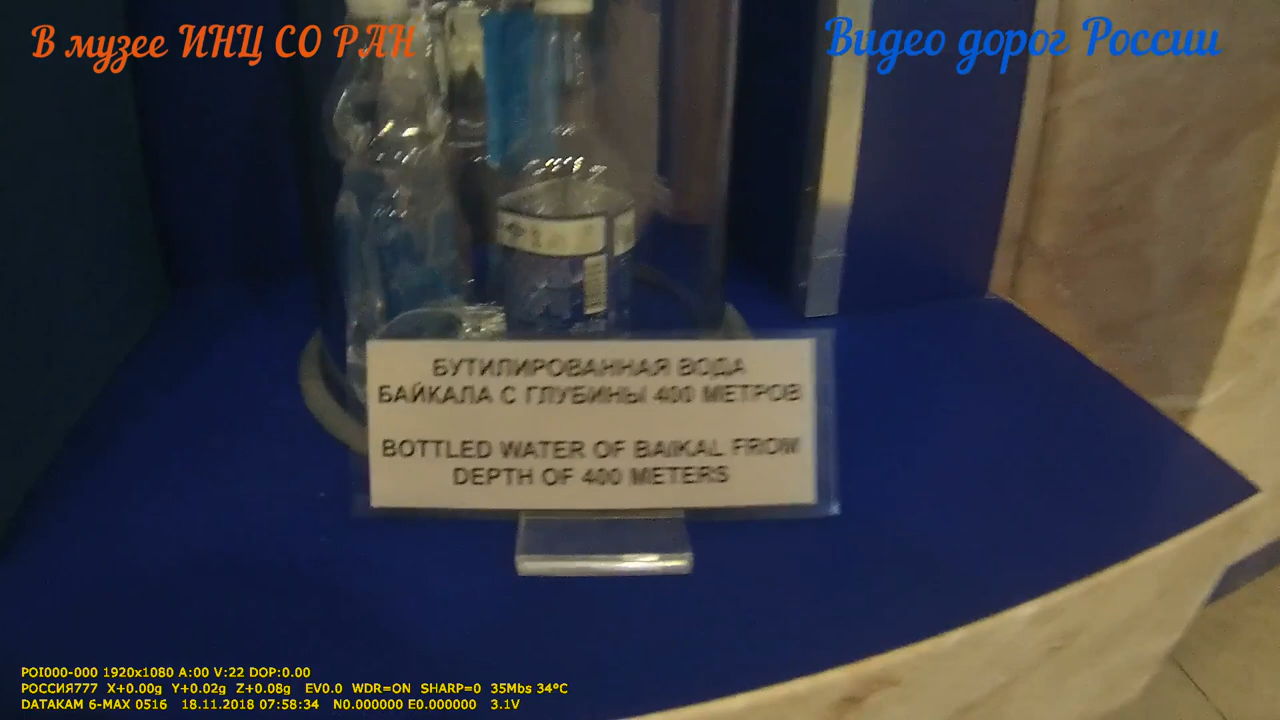 В музее ИНЦ СО РАН
Видео дорог России
БУТИЛИРОВАННАЯ ВОДА
БАЙКАЛА С ГЛУБИНЫ 400 МЕТРОВ
BOTTLED WATER OF BAIKAL FROM
DEPTH OF 400 METERS
POI000-000 1920x1080 A:00 V:22 DOP:0.00
РОССИЯ777 X+0.00g Y+0.02g Z+0.08g EV0.0 WDR=ON SHARP=0 35Mbs 34°C
DATAKAM 6-MAX 0516 18.11.2018 07:58:34 N0.000000 E0.000000 3.1V